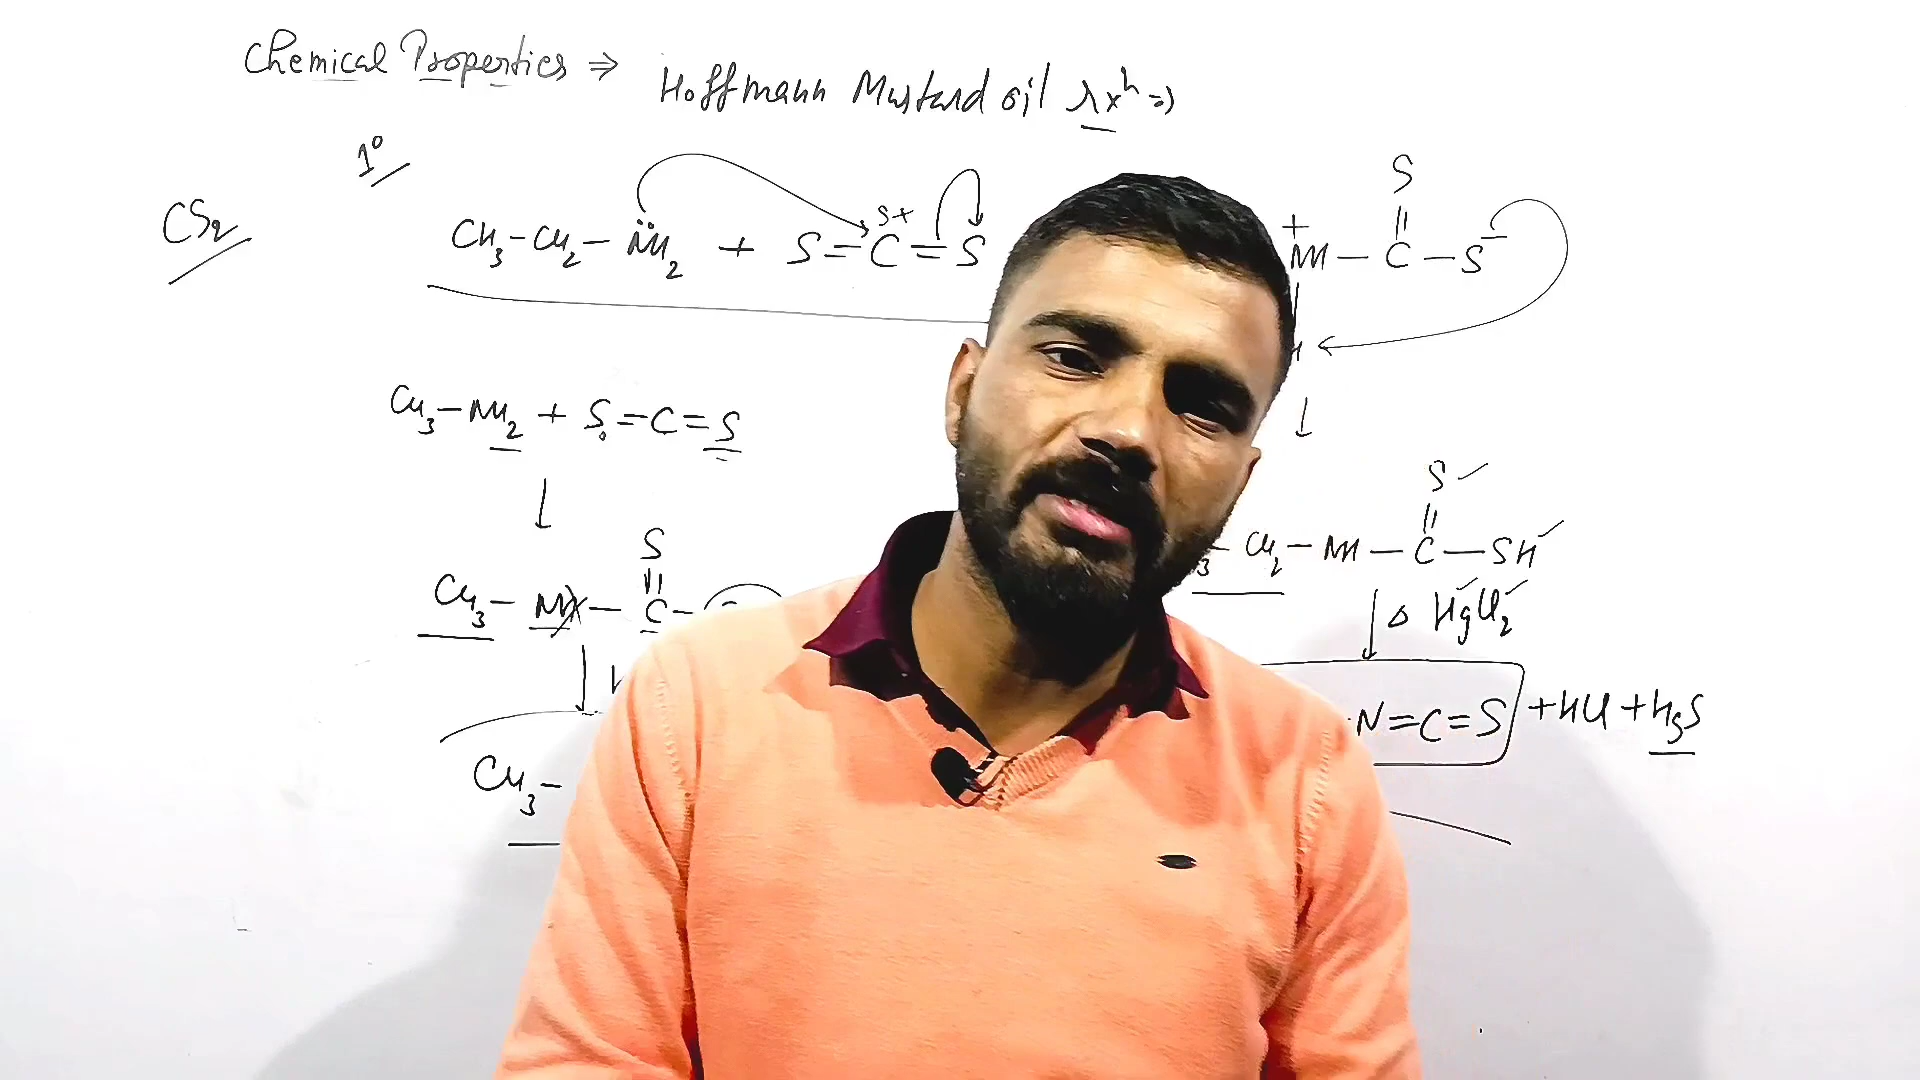 Chemical Properties ⇒ Hoffmann Mustard oil rxn ⇒
1°
CS2
CH3-CH2-NH2 + S=C=S
δ+
+
NH-C-S-
S
CH3-NH2 + S=C=S
↓
↓
S
S
CH2-NH-C-SH
CH3-NH-C-
↓ Δ HgCl2
N=C=S +HCl+HgS
CH3-